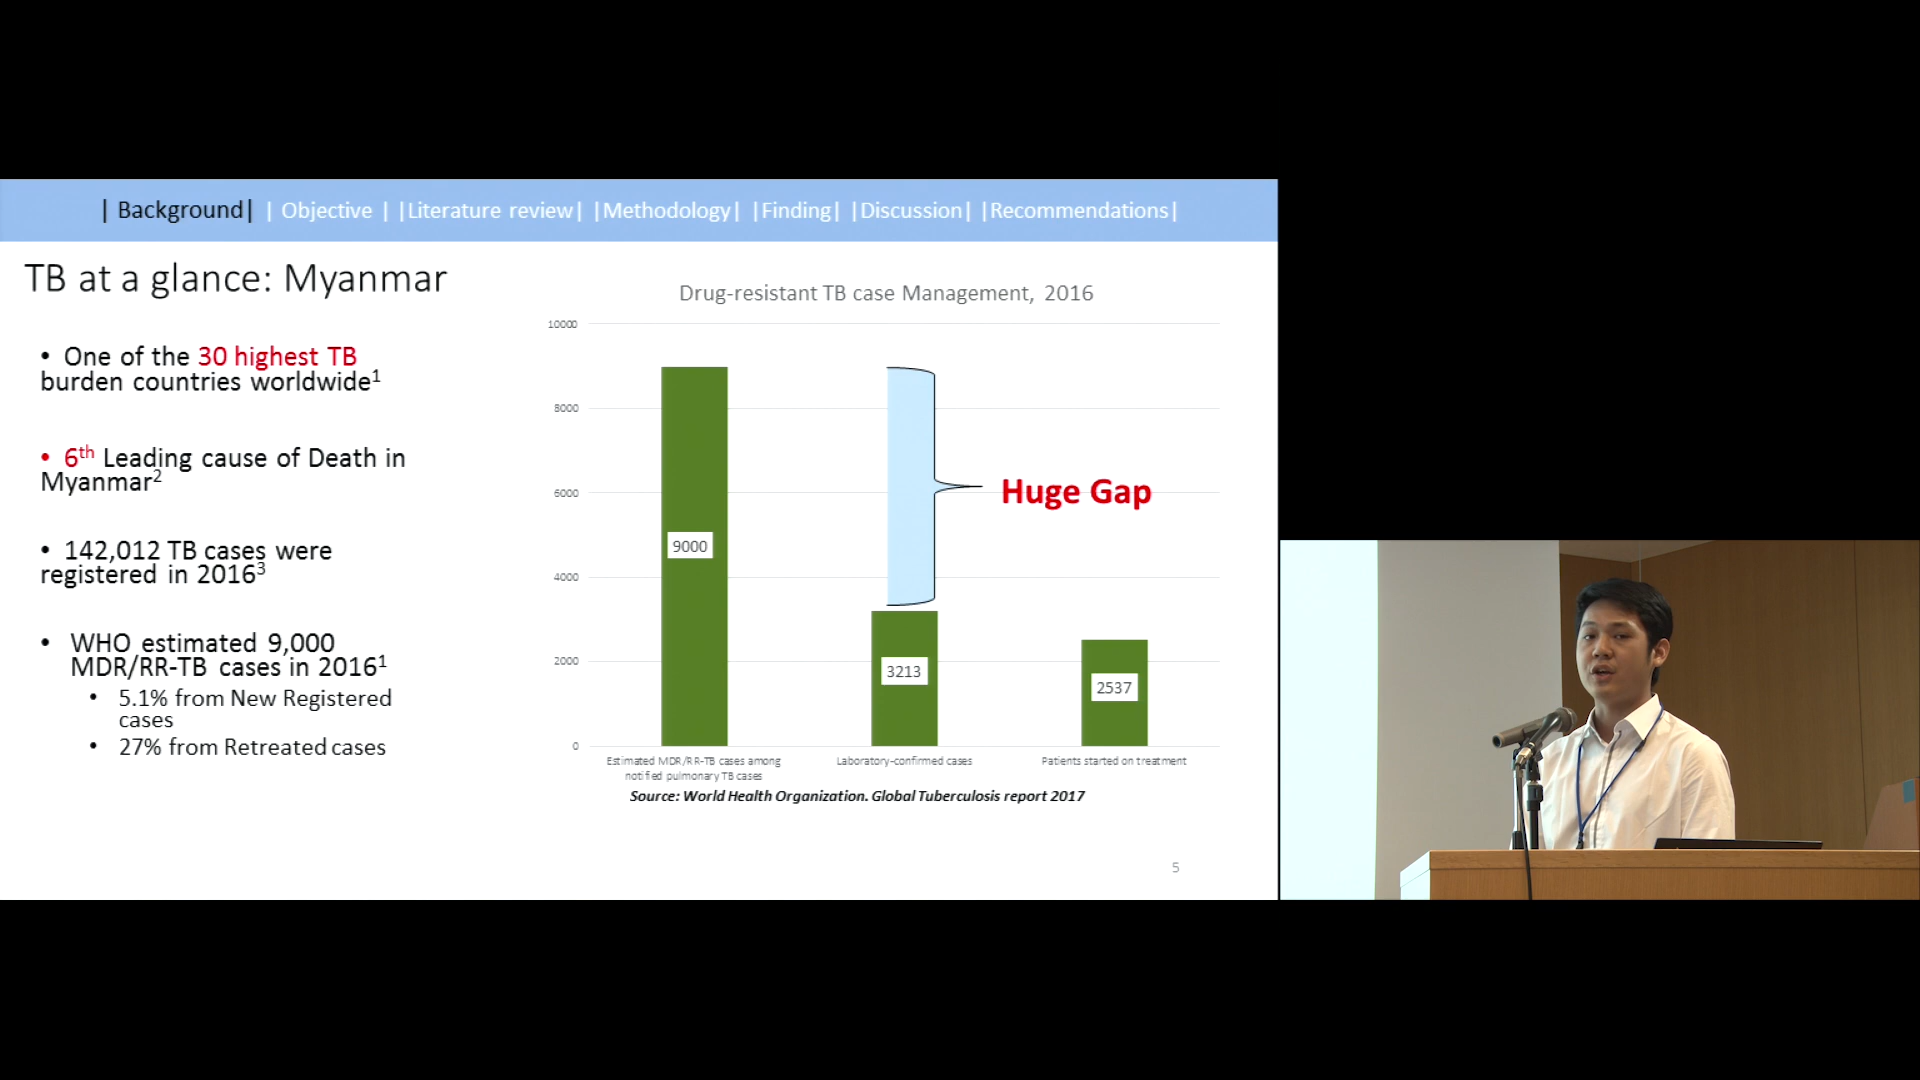 | Background| | Objective | |Literature review| |Methodology| |Finding| |Discussion| |Recommendations|
TB at a glance: Myanmar
• One of the 30 highest TB
burden countries worldwide1
• 6th Leading cause of Death in
Myanmar2
• 142,012 TB cases were
registered in 20163
• WHO estimated 9,000
MDR/RR-TB cases in 20161
• 5.1% from New Registered
cases
• 27% from Retreated cases
Drug-resistant TB case Management, 2016
10000
8000
6000
4000
2000
0
9000
3213
2537
Huge Gap
Estimated MDR/RR-TB cases among
notified pulmonary TB cases
Laboratory-confirmed cases
Patients started on treatment
Source: World Health Organization. Global Tuberculosis report 2017
5